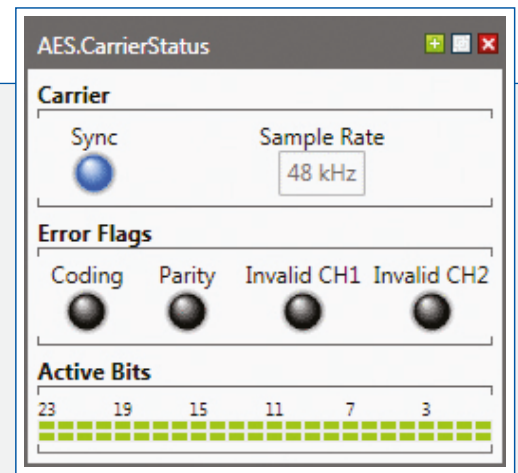 AES.CarrierStatus
Carrier
Sync Sample Rate
48 kHz
Error Flags
Coding Parity Invalid CH1 Invalid CH2
Active Bits
23 19 15 11 7 3